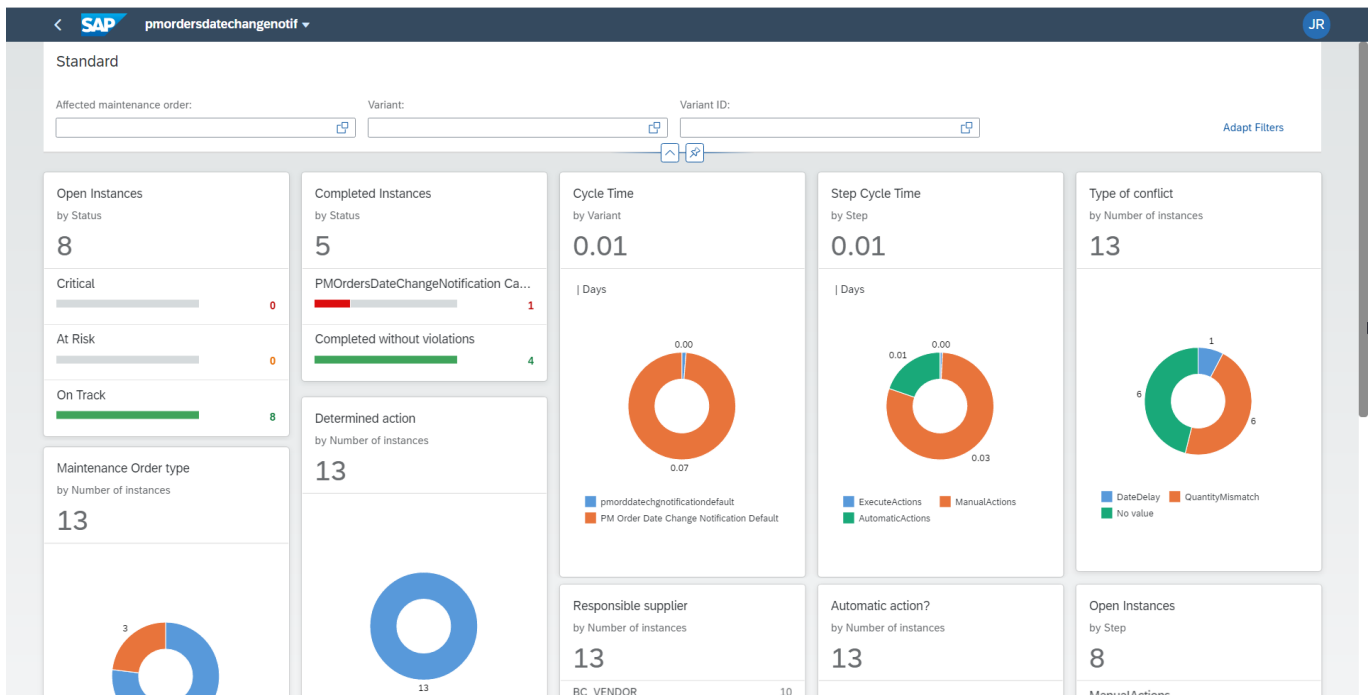 SAP pmordersdatechangenotif
JR
Standard
Affected maintenance order:
Variant:
Variant ID:
Adapt Filters
Open Instances
by Status
8
Critical
0
At Risk
0
On Track
8
Completed Instances
by Status
5
PMOrdersDateChangeNotification Ca...
1
Completed without violations
4
Cycle Time
by Variant
0.01
| Days
0.00
0.07
pmorddatechgnotificationdefault
PM Order Date Change Notification Default
Step Cycle Time
by Step
0.01
| Days
0.00
0.01
0.03
ExecuteActions ManualActions
AutomaticActions
Type of conflict
by Number of instances
13
1
6
6
DateDelay QuantityMismatch
No value
Maintenance Order type
by Number of instances
13
3
Determined action
by Number of instances
13
13
Responsible supplier
by Number of instances
13
BC_VENDOR 10
Automatic action?
by Number of instances
13
Open Instances
by Step
8
ManualActions